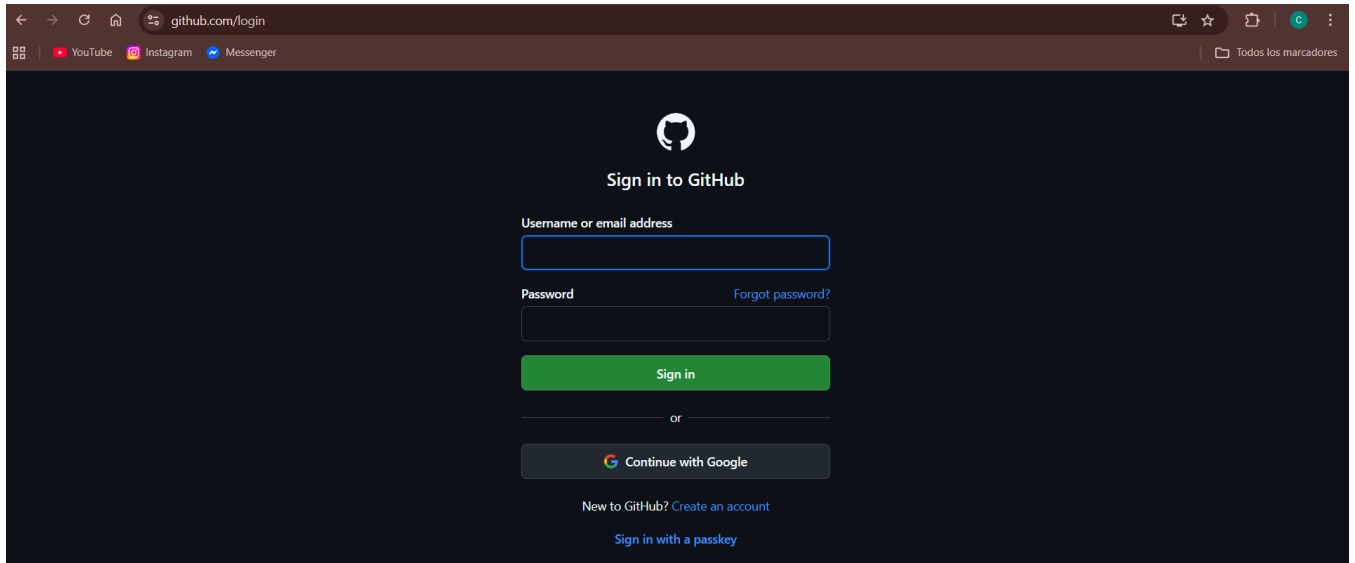 github.com/login
C
YouTube Instagram Messenger Todos los marcadores
Sign in to GitHub
Username or email address
Password Forgot password?
Sign in
or
Continue with Google
New to GitHub? Create an account
Sign in with a passkey